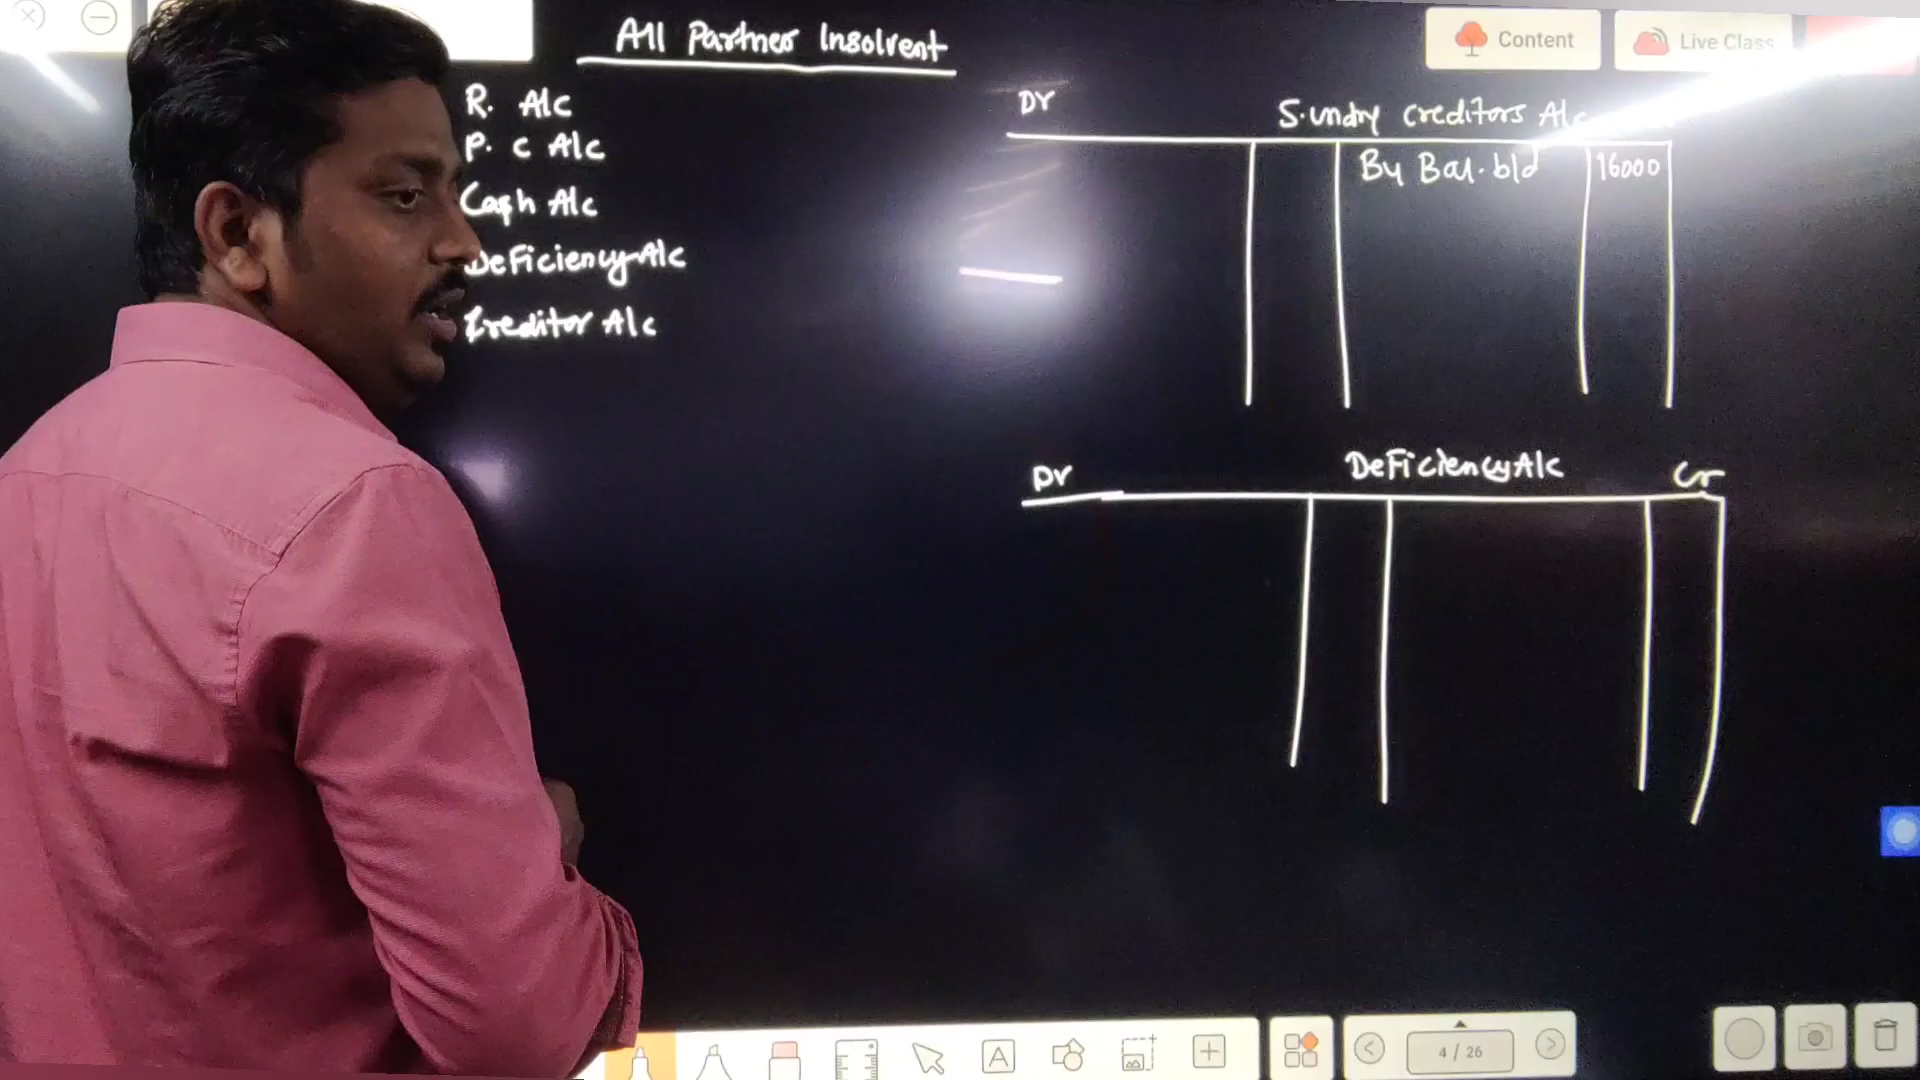 All Partner Insolvent
R. A/c
P. C A/c
Cash A/c
Deficiency A/c
Creditor A/c
Content
Live Class
Dr
S.undry creditors A/c
By Bal. b/d 16000
Dr
Deficiency A/c
Cr
A
4 / 26